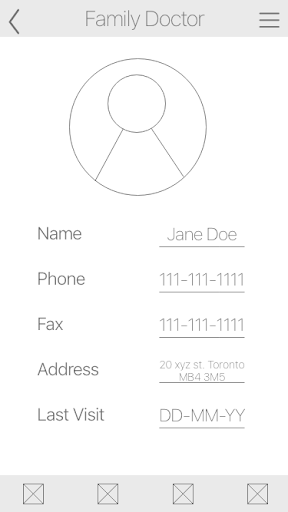 Family Doctor
Name Jane Doe
Phone 111-111-1111
Fax 111-111-1111
Address 20 xyz st. Toronto
MB4 3M5
Last Visit DD-MM-YY